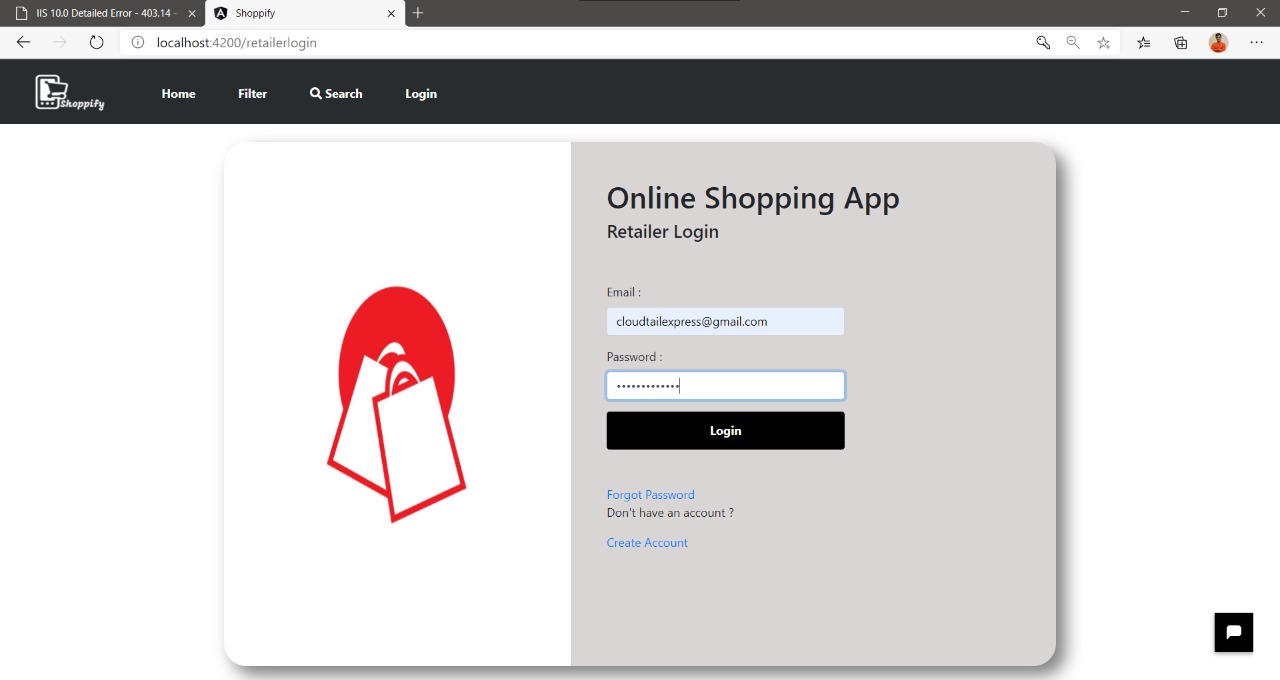 IIS 10.0 Detailed Error - 403.14 -
Shoppify
localhost:4200/retailerlogin
Shoppify
Home
Filter
Search
Login
Online Shopping App
Retailer Login
Email :
cloudtailexpress@gmail.com
Password :
•••••••••••••
Login
Forgot Password
Don't have an account ?
Create Account